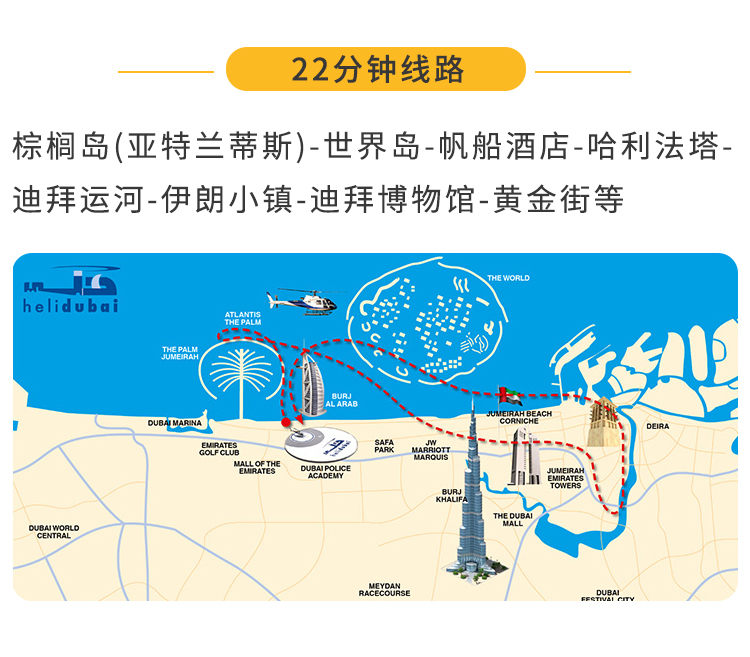 22分钟线路
棕榈岛(亚特兰蒂斯)-世界岛-帆船酒店-哈利法塔-
迪拜运河-伊朗小镇-迪拜博物馆-黄金街等
helidubai
THE WORLD
ATLANTIS
THE PALM
THE PALM
JUMEIRAH
BURJ
AL ARAB
DUBAI MARINA
JUMEIRAH BEACH
CORNICHE
DEIRA
EMIRATES
GOLF CLUB
MALL OF THE
EMIRATES
DUBAI POLICE
ACADEMY
SAFA
PARK
JW
MARRIOTT
MARQUIS
JUMEIRAH
EMIRATES
TOWERS
BURJ
KHALIFA
THE DUBAI
MALL
DUBAI WORLD
CENTRAL
MEYDAN
RACECOURSE
DUBAI
FESTIVAL CITY